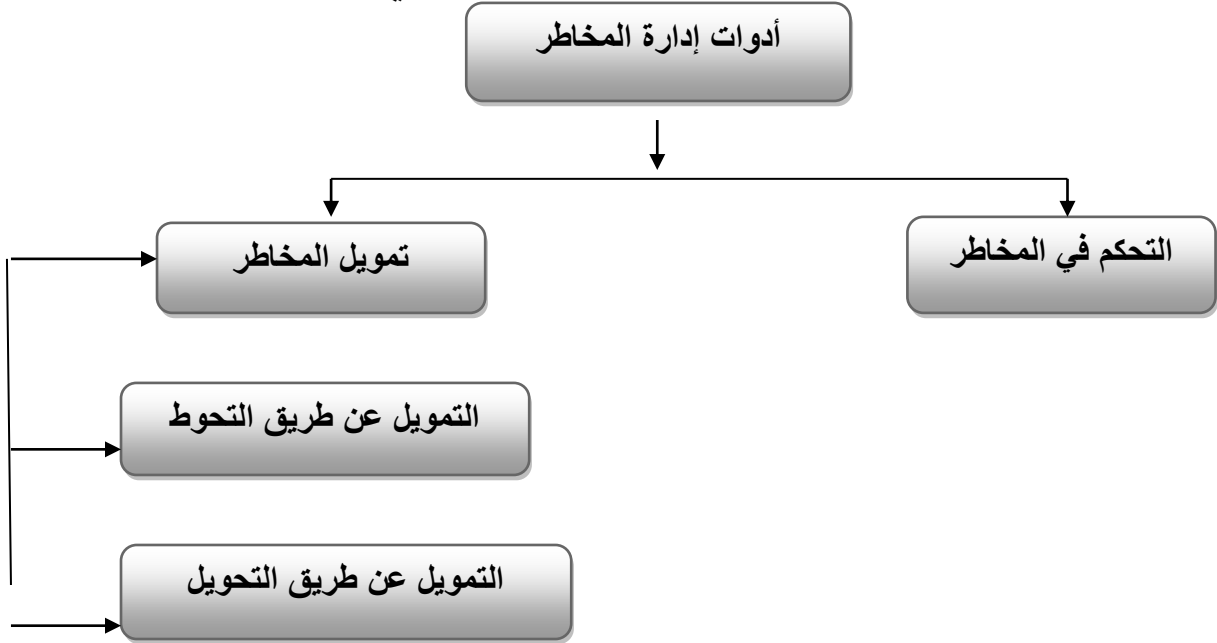 أدوات إدارة المخاطر
التحكم في المخاطر
تمويل المخاطر
التمويل عن طريق التحوط
التمويل عن طريق التحويل